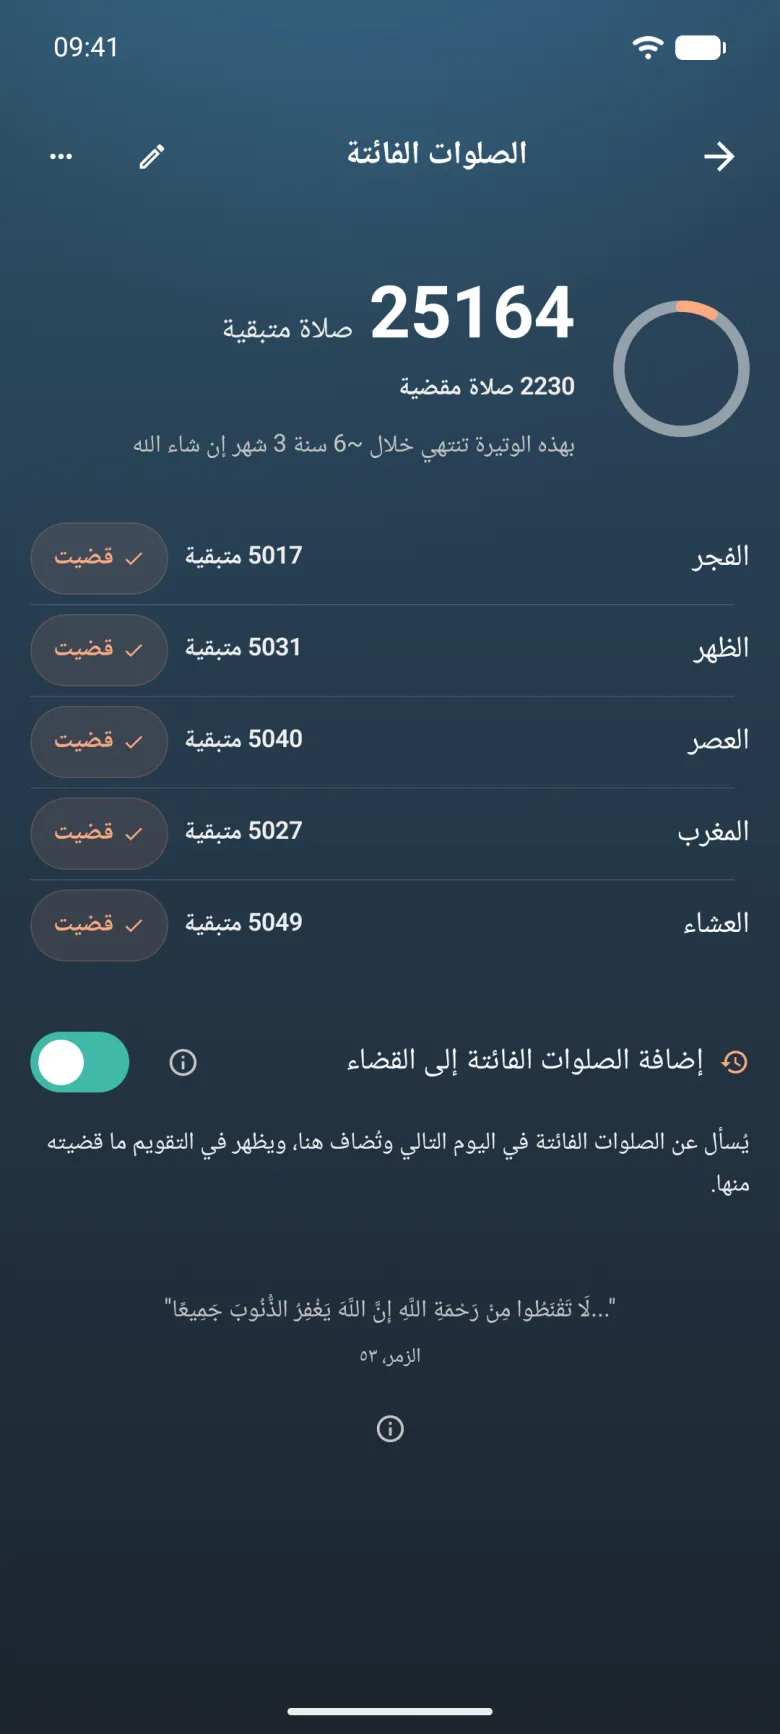 09:41
الصلوات الفائتة
25164 صلاة متبقية
2230 صلاة مقضية
بهذه الوتيرة تنتهي خلال ~6 سنة 3 شهر إن شاء الله
الفجر 5017 متبقية قضيت
الظهر 5031 متبقية قضيت
العصر 5040 متبقية قضيت
المغرب 5027 متبقية قضيت
العشاء 5049 متبقية قضيت
إضافة الصلوات الفائتة إلى القضاء
يُسأل عن الصلوات الفائتة في اليوم التالي وتُضاف هنا، ويظهر في التقويم ما قضيته
منها.
"...لَا تَقْنَطُوا مِنْ رَحْمَةِ اللَّهِ إِنَّ اللَّهَ يَغْفِرُ الذُّنُوبَ جَمِيعًا"
الزمر، ٥٣